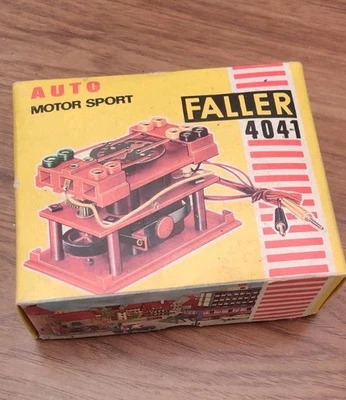 AUTO
MOTOR SPORT
FALLER
4041